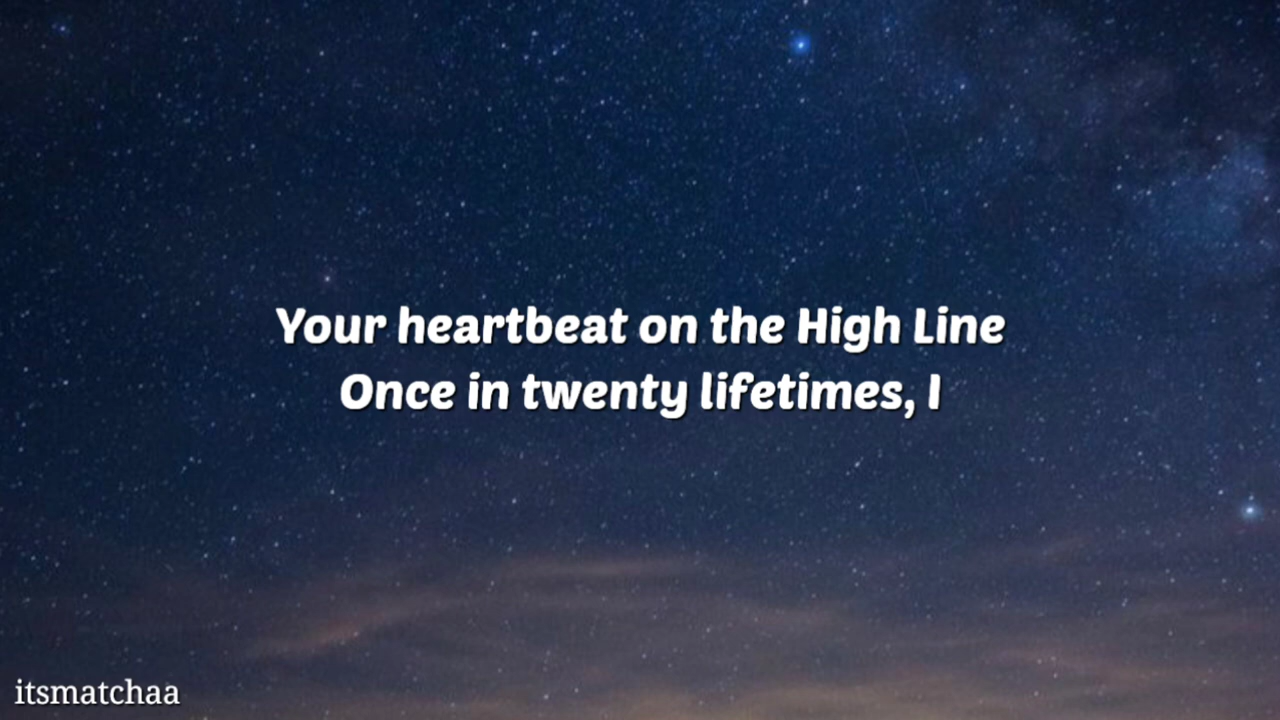 Your heartbeat on the High Line
Once in twenty lifetimes, I
itsmatchaa